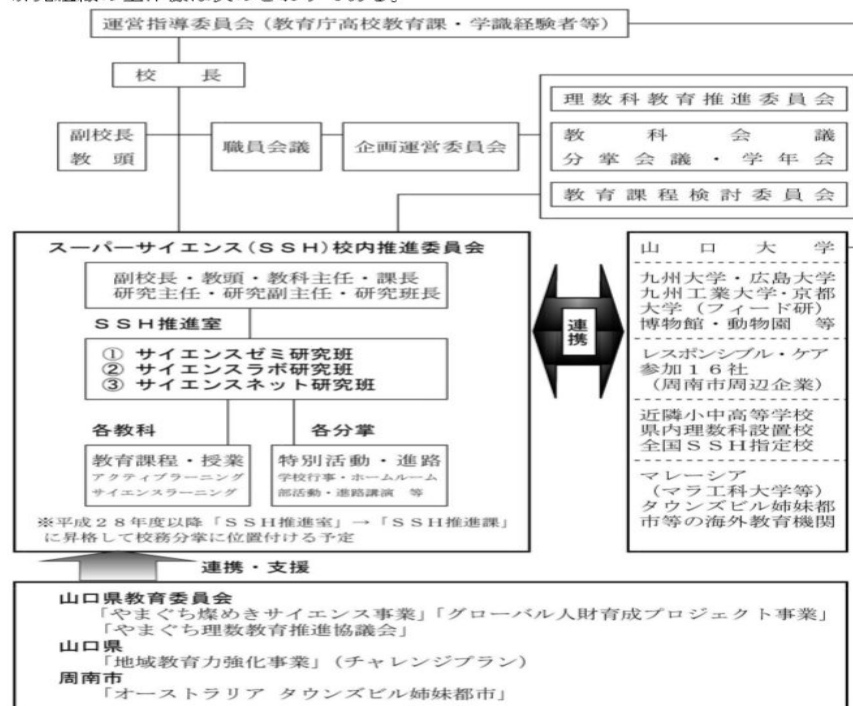 運営指導委員会（教育庁高校教育課・学識経験者等）
校　長
副校長
教　頭
職員会議
企画運営委員会
理数科教育推進委員会
教　科　会　議
分掌会議・学年会
教育課程検討委員会
スーパーサイエンス（ＳＳＨ）校内推進委員会
副校長・教頭・教科主任・課長
研究主任・研究副主任・研究班長
ＳＳＨ推進室
① サイエンスゼミ研究班
② サイエンスラボ研究班
③ サイエンスネット研究班
各教科
各分掌
教育課程・授業
アクティブラーニング
サイエンスラーニング
特別活動・進路
学校行事・ホームルーム
部活動・進路講演　等
※平成２８年度以降「ＳＳＨ推進室」→「ＳＳＨ推進課」
に昇格して校務分掌に位置付ける予定
連携
山　口　大　学
九州大学・広島大学
九州工業大学・京都
大学（フィード研）
博物館・動物園　等
レスポンシブル・ケア
参加１６社
（周南市周辺企業）
近隣小中高等学校
県内理数科設置校
全国ＳＳＨ指定校
マレーシア
（マラ工科大学等）
タウンズビル姉妹都
市等の海外教育機関
連携・支援
山口県教育委員会
「やまぐち燦めきサイエンス事業」「グローバル人財育成プロジェクト事業」
「やまぐち理数教育推進協議会」
山口県
「地域教育力強化事業」（チャレンジプラン）
周南市
「オーストラリア タウンズビル姉妹都市」